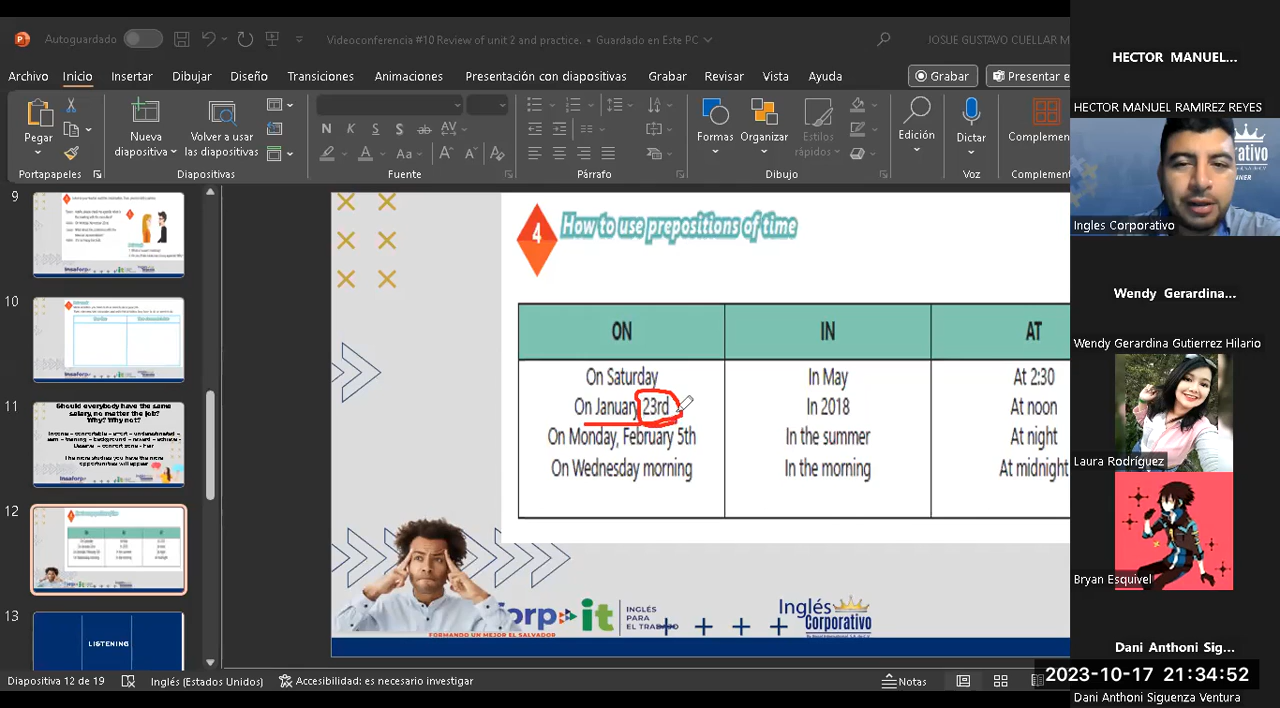 Autoguardado
Videoconferencia #10 Review of unit 2 and practice. • Guardado en Este PC
JOSUE GUSTAVO CUELLAR M
Archivo Inicio Insertar Dibujar Diseño Transiciones Animaciones Presentación con diapositivas Grabar Revisar Vista Ayuda
Grabar
Presentar e
Pegar
Nueva diapositiva
Volver a usar las diapositivas
Formas
Organizar
Estilos rápidos
Edición
Dictar
Complemen
Portapapeles Diapositivas Fuente Párrafo Dibujo Voz Complement
9
10
11
Should everybody have the same
salary, no matter the job?
Why? Why not?
12
13
LISTENING
4
How to use prepositions of time
ON IN AT
On Saturday In May At 2:30
On January 23rd In 2018 At noon
On Monday, February 5th In the summer At night
On Wednesday morning In the morning At midnight
forp it
INGLÉS
PARA
EL TRABAJO
FORMANDO UN MEJOR EL SALVADOR
Inglés
Corporativo
Diapositiva 12 de 19
Inglés (Estados Unidos)
Accesibilidad: es necesario investigar
Notas
HECTOR MANUEL...
HECTOR MANUEL RAMIREZ REYES
Ingles Corporativo
Wendy Gerardina...
Wendy Gerardina Gutierrez Hilario
Laura Rodríguez
Bryan Esquivel
Dani Anthoni Sig...
2023-10-17 21:34:52
Dani Anthoni Siguenza Ventura